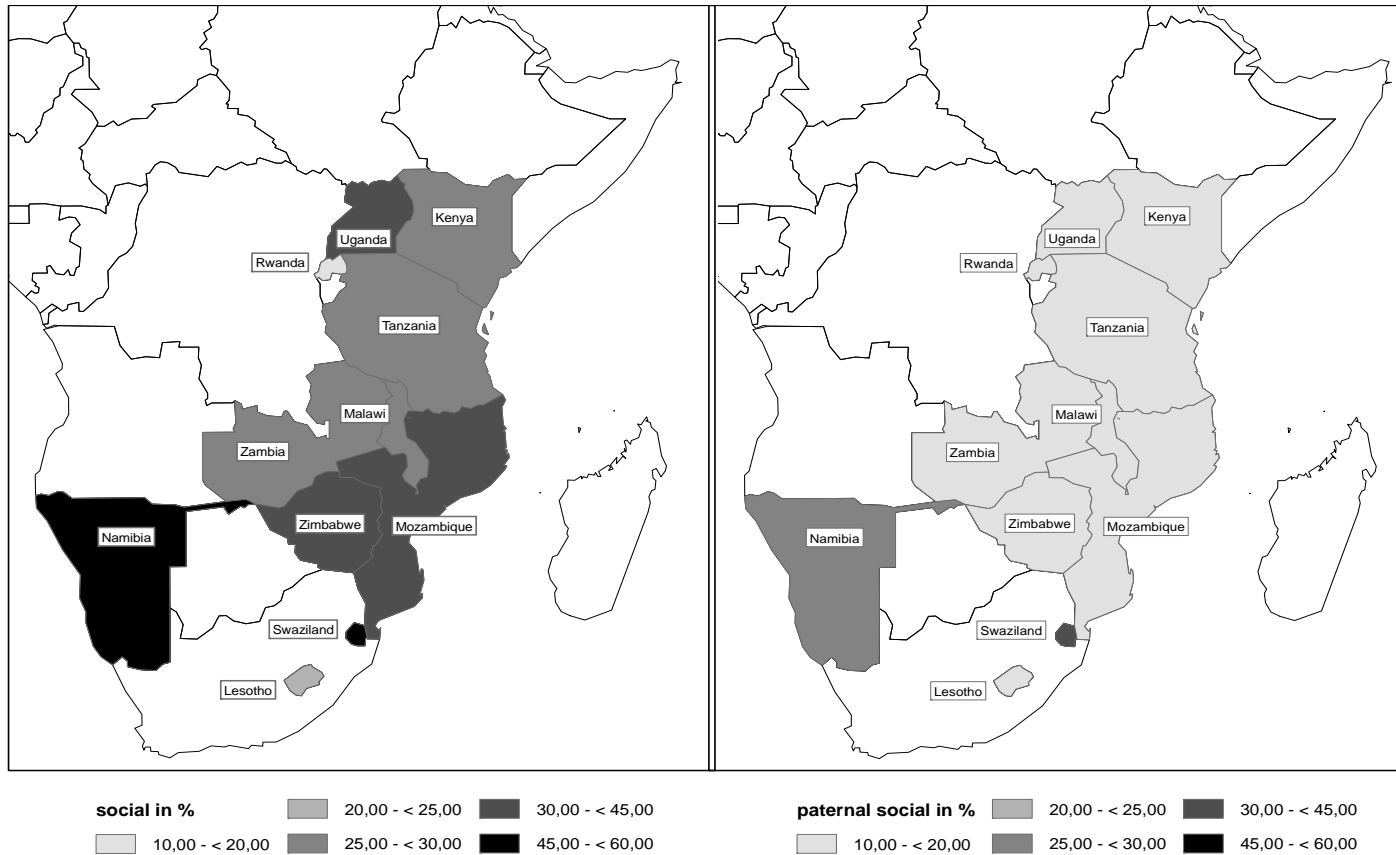 Kenya
Uganda
Rwanda
Tanzania
Malawi
Zambia
Zimbabwe
Mozambique
Namibia
Swaziland
Lesotho
Kenya
Uganda
Rwanda
Tanzania
Malawi
Zambia
Zimbabwe
Mozambique
Namibia
Swaziland
Lesotho
social in %
10,00 - < 20,00
20,00 - < 25,00
25,00 - < 30,00
30,00 - < 45,00
45,00 - < 60,00
paternal social in %
10,00 - < 20,00
20,00 - < 25,00
25,00 - < 30,00
30,00 - < 45,00
45,00 - < 60,00